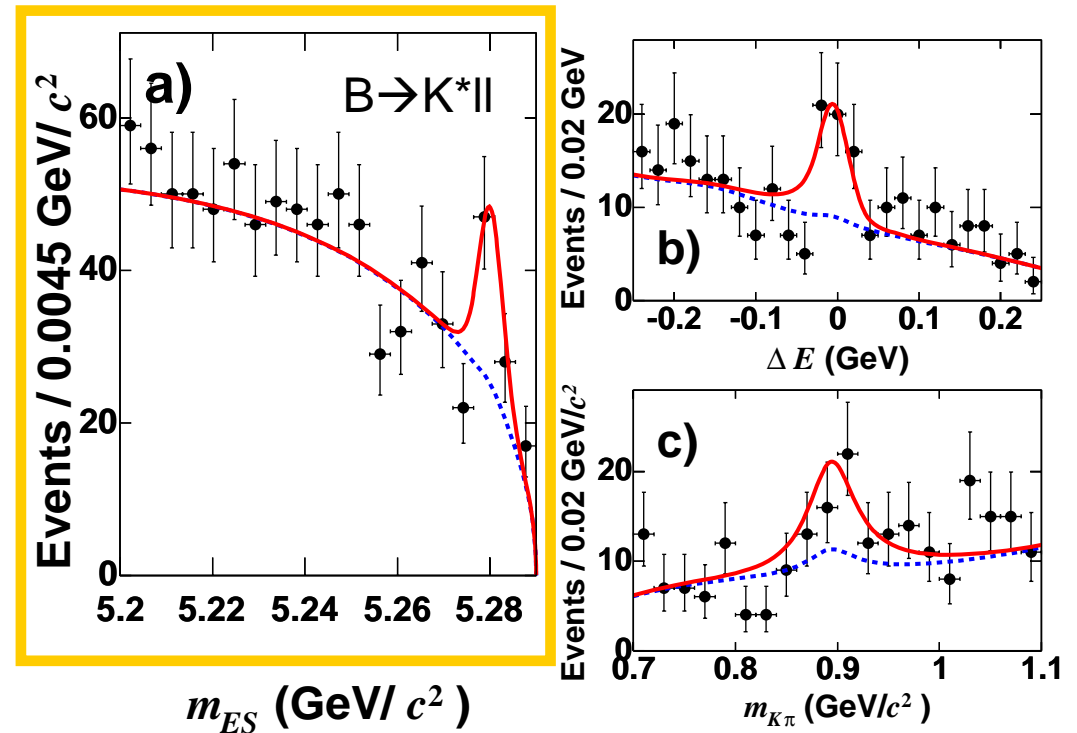 a)
B→K*ll
Events / 0.0045 GeV/c²
60
40
20
0
5.2
5.22
5.24
5.26
5.28
m_ES (GeV/c²)
b)
Events / 0.02 GeV
20
10
0
-0.2
-0.1
0
0.1
0.2
Δ E (GeV)
c)
Events / 0.02 GeV/c²
20
10
0
0.7
0.8
0.9
1
1.1
m_Kπ (GeV/c²)